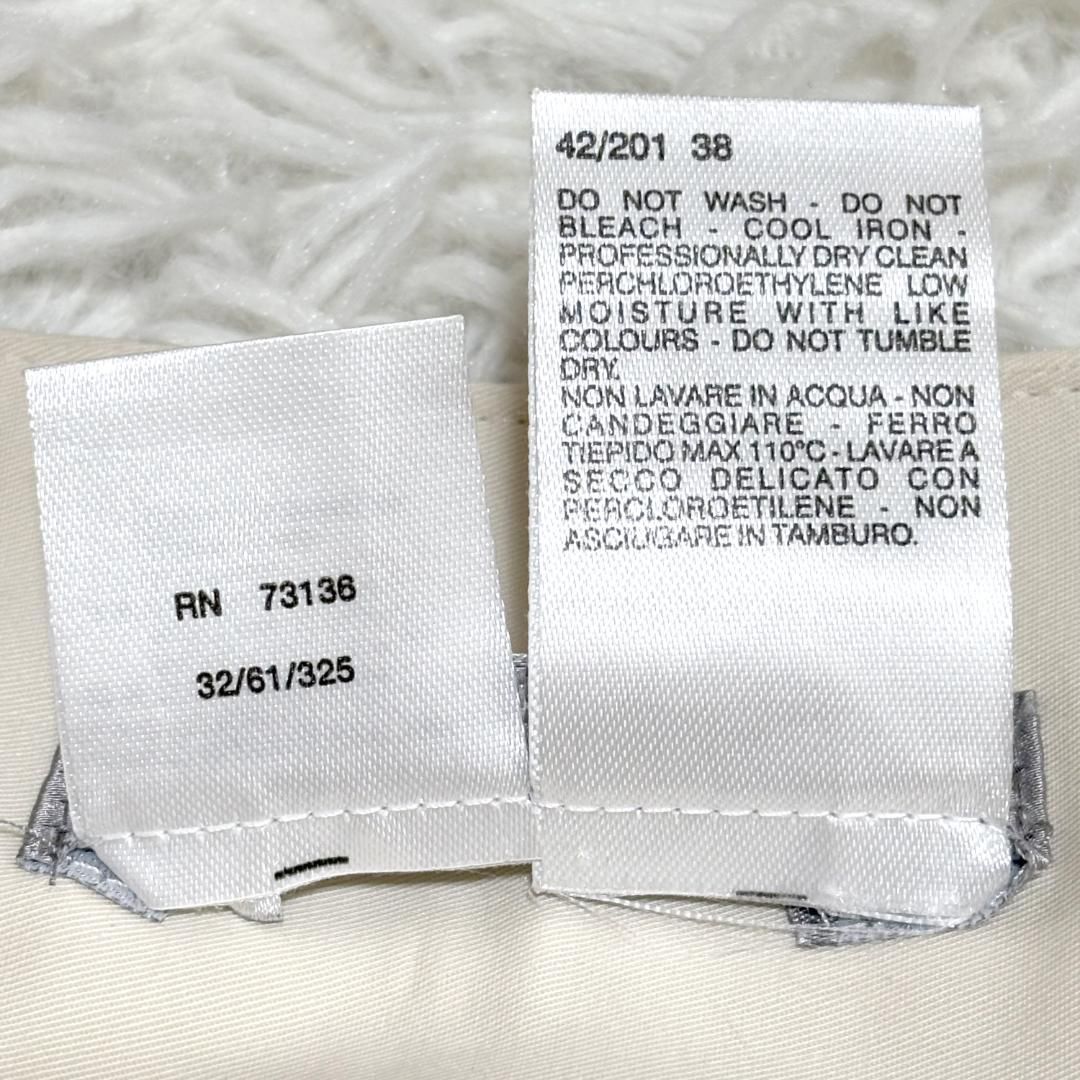 RN 73136
32/61/325
42/201 38
DO NOT WASH - DO NOT
BLEACH - COOL IRON -
PROFESSIONALLY DRY CLEAN
PERCHLOROETHYLENE LOW
MOISTURE WITH LIKE
COLOURS - DO NOT TUMBLE
DRY.
NON LAVARE IN ACQUA - NON
CANDEGGIARE - FERRO
TIEPIDO MAX 110°C - LAVARE A
SECCO DELICATO CON
PERCLOROETILENE - NON
ASCIUGARE IN TAMBURO.